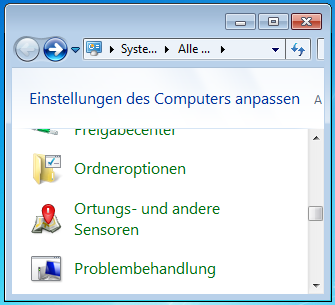 Syste... Alle ...
Einstellungen des Computers anpassen A
Freigabecenter
Ordneroptionen
Ortungs- und andere
Sensoren
Problembehandlung